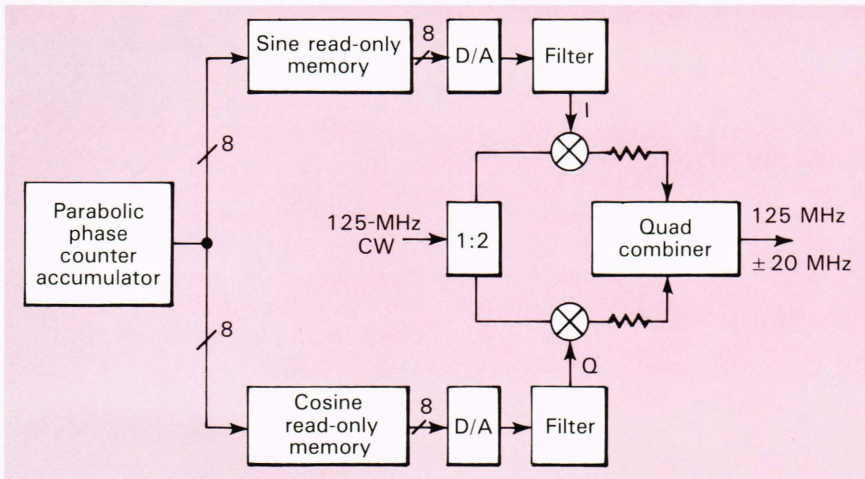 Sine read-only
memory
8
D/A
Filter
I
8
Parabolic
phase
counter
accumulator
125-MHz
CW
1:2
Quad
combiner
125 MHz
± 20 MHz
8
Q
Cosine
read-only
memory
8
D/A
Filter